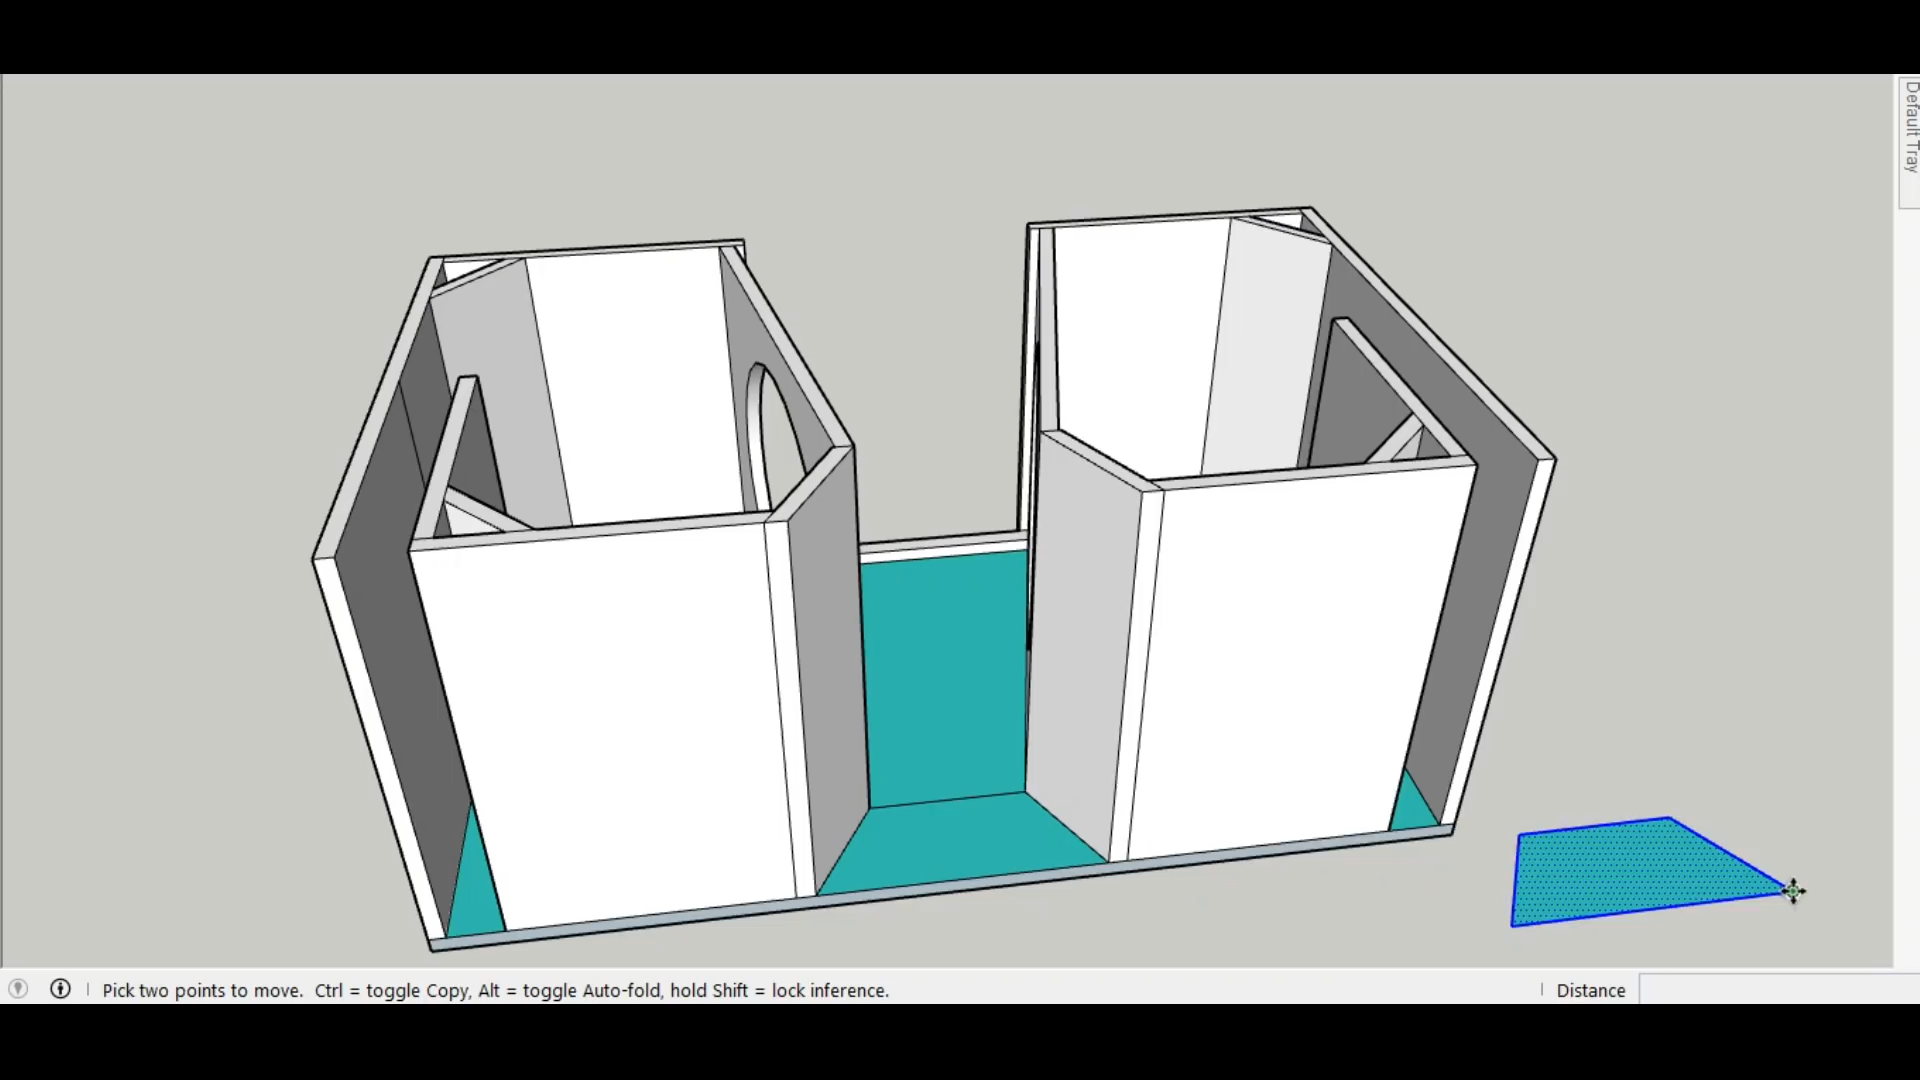 Default Tray
Pick two points to move.  Ctrl = toggle Copy, Alt = toggle Auto-fold, hold Shift = lock inference.
Distance